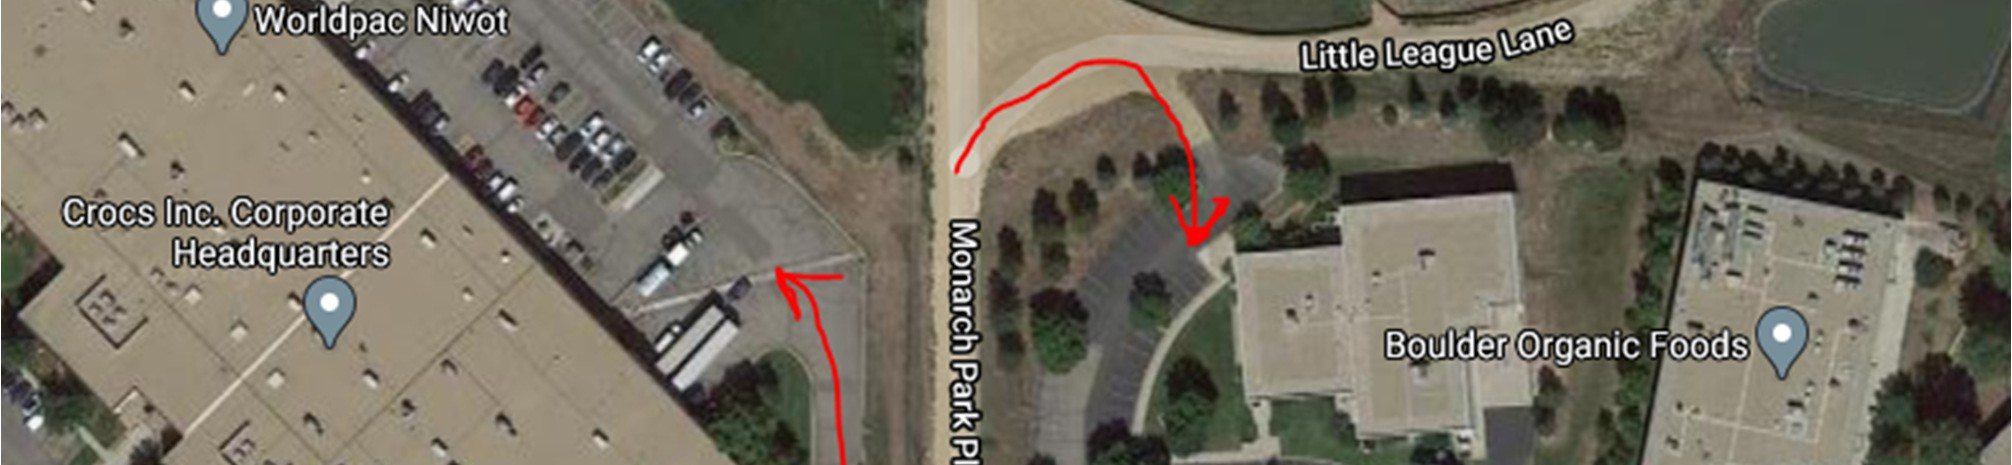 Worldpac Niwot
Little League Lane
Crocs Inc. Corporate
Headquarters
Monarch Park Pl
Boulder Organic Foods